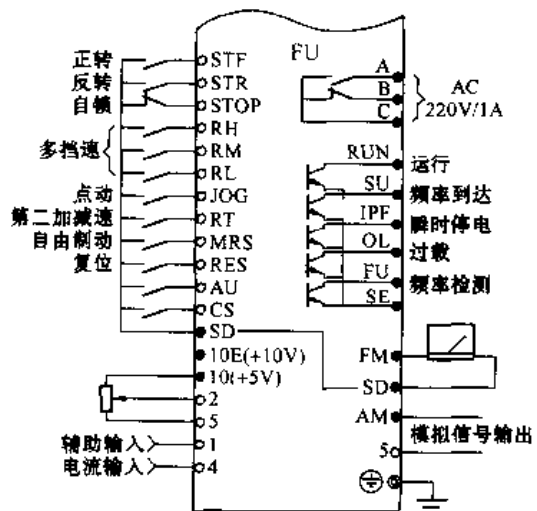 正转
反转
自锁
多挡速
点动
第二加减速
自由制动
复位
辅助输入
电流输入
STF
STR
STOP
RH
RM
RL
JOG
RT
MRS
RES
AU
CS
SD
10E(+10V)
10(+5V)
2
5
1
4
FU
A
B
C
AC
220V/1A
RUN
运行
SU
频率到达
IPF
瞬时停电
OL
过载
FU
频率检测
SE
FM
SD
AM
模拟信号输出
5